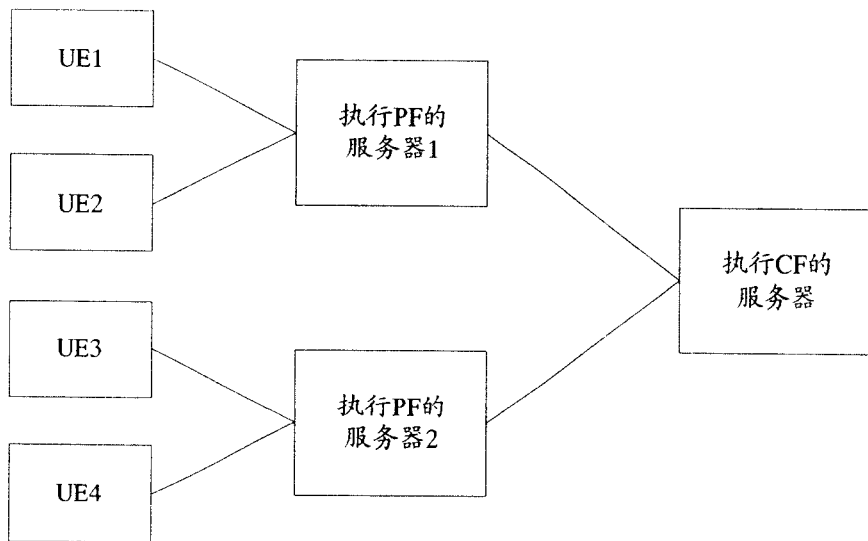 UE1
UE2
UE3
UE4
执行PF的
服务器1
执行PF的
服务器2
执行CF的
服务器